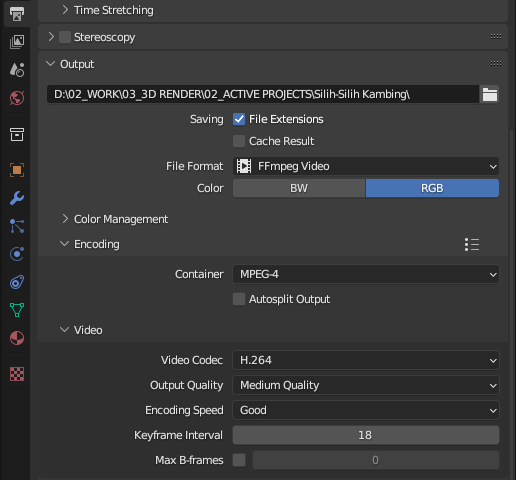 Time Stretching
Stereoscopy
Output
D:\02_WORK\03_3D RENDER\02_ACTIVE PROJECTS\Silih-Silih Kambing\
Saving File Extensions
Cache Result
File Format FFmpeg Video
Color BW RGB
Color Management
Encoding
Container MPEG-4
Autosplit Output
Video
Video Codec H.264
Output Quality Medium Quality
Encoding Speed Good
Keyframe Interval 18
Max B-frames 0